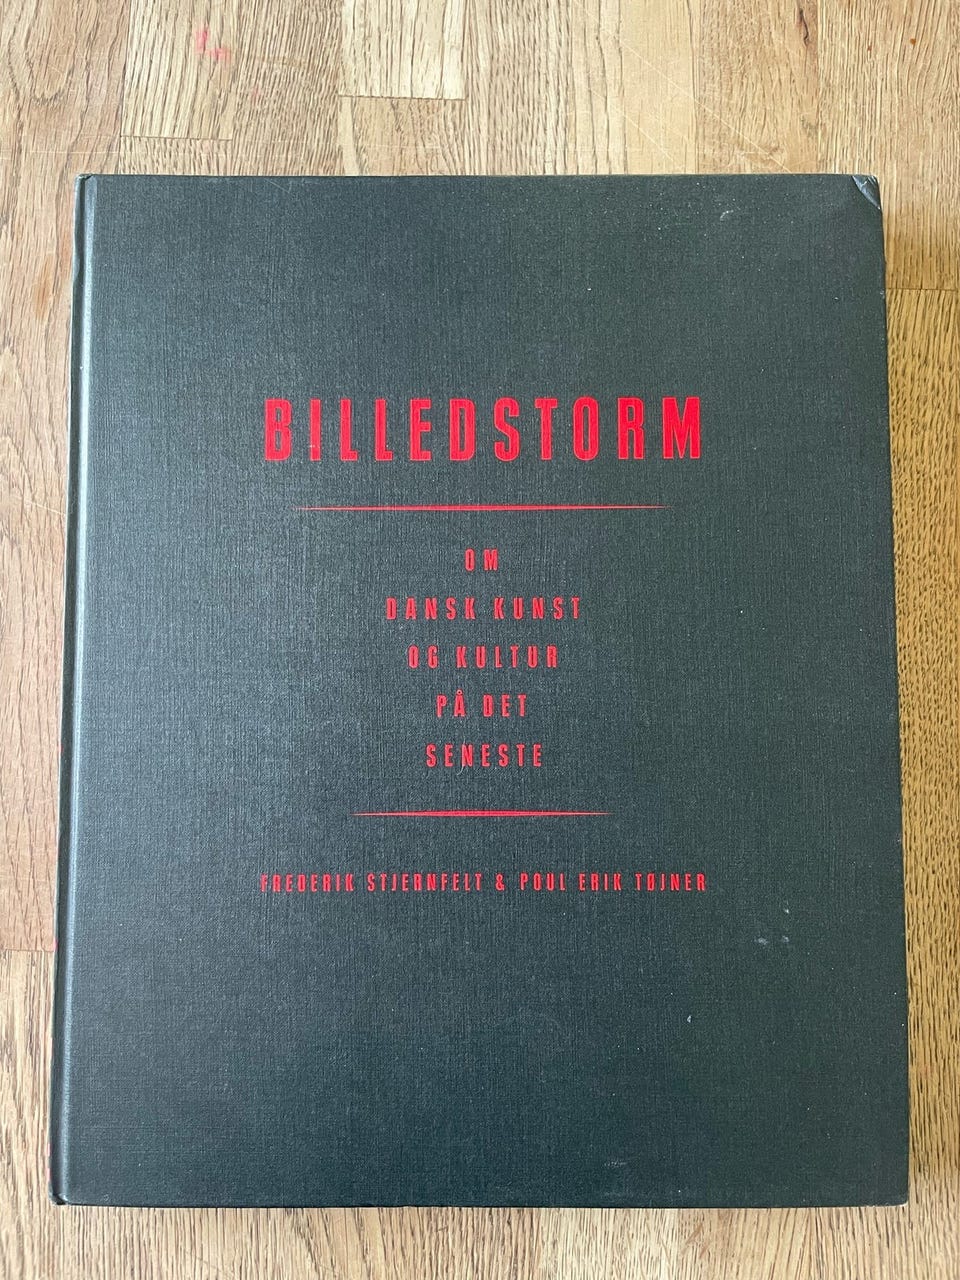 BILLEDSTORM
OM
DANSK KUNST
OG KULTUR
PÅ DET
SENESTE
FREDERIK STJERNFELT & POUL ERIK TØJNER